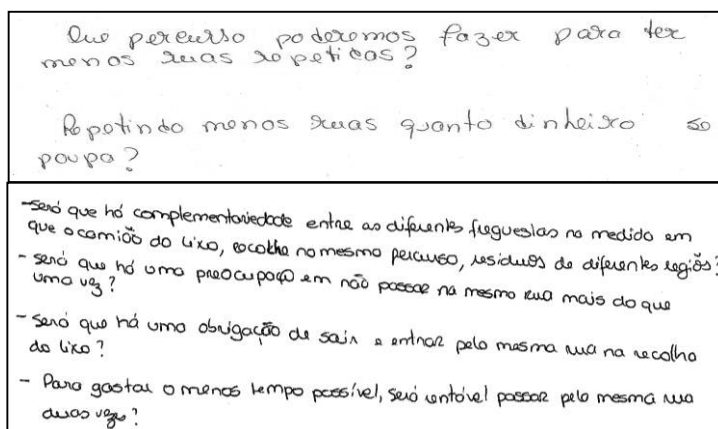 Que percurso poderemos fazer para ter
menos ruas repetidas?
Repetindo menos ruas quanto dinheiro se
poupa?
- Será que há complementariedade entre as diferentes freguesias na medida em
que o camião do lixo, recolhe no mesmo percurso, resíduos de diferentes regiões?
- será que há uma preocupação em não passar na mesma rua mais do que
uma vez?
- Será que há uma obrigação de sair e entrar pela mesma rua na recolha
do lixo?
- Para gastar o menos tempo possível, será rentável passar pela mesma rua
duas vezes?